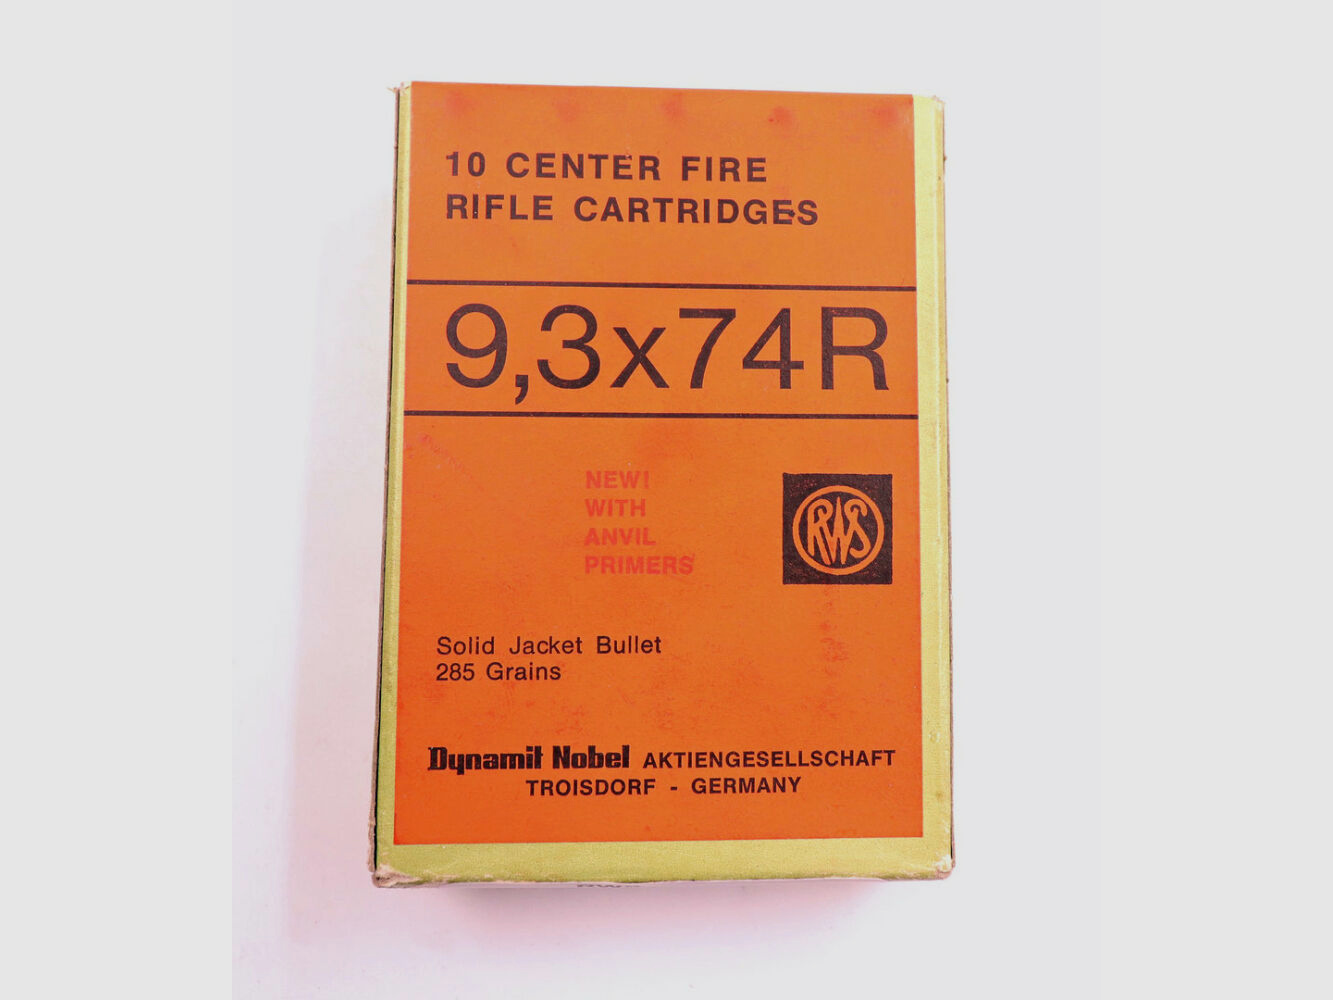 10 CENTER FIRE
RIFLE CARTRIDGES
9,3x74R
NEW!
WITH
ANVIL
PRIMERS
RWS
Solid Jacket Bullet
285 Grains
Dynamit Nobel AKTIENGESELLSCHAFT
TROISDORF - GERMANY